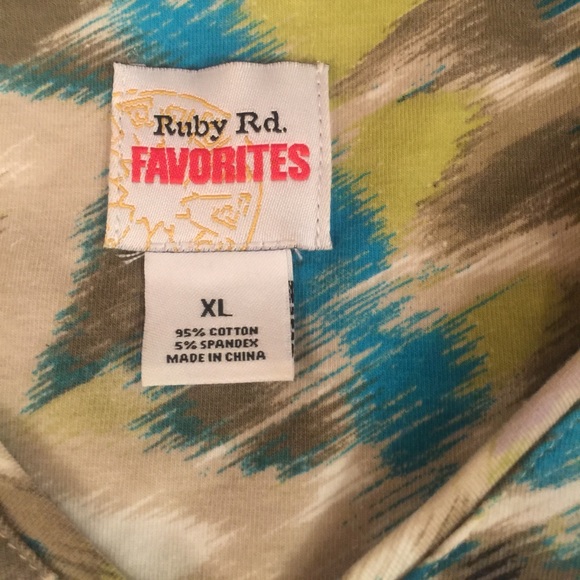 Ruby Rd.
FAVORITES
XL
95% COTTON
5% SPANDEX
MADE IN CHINA